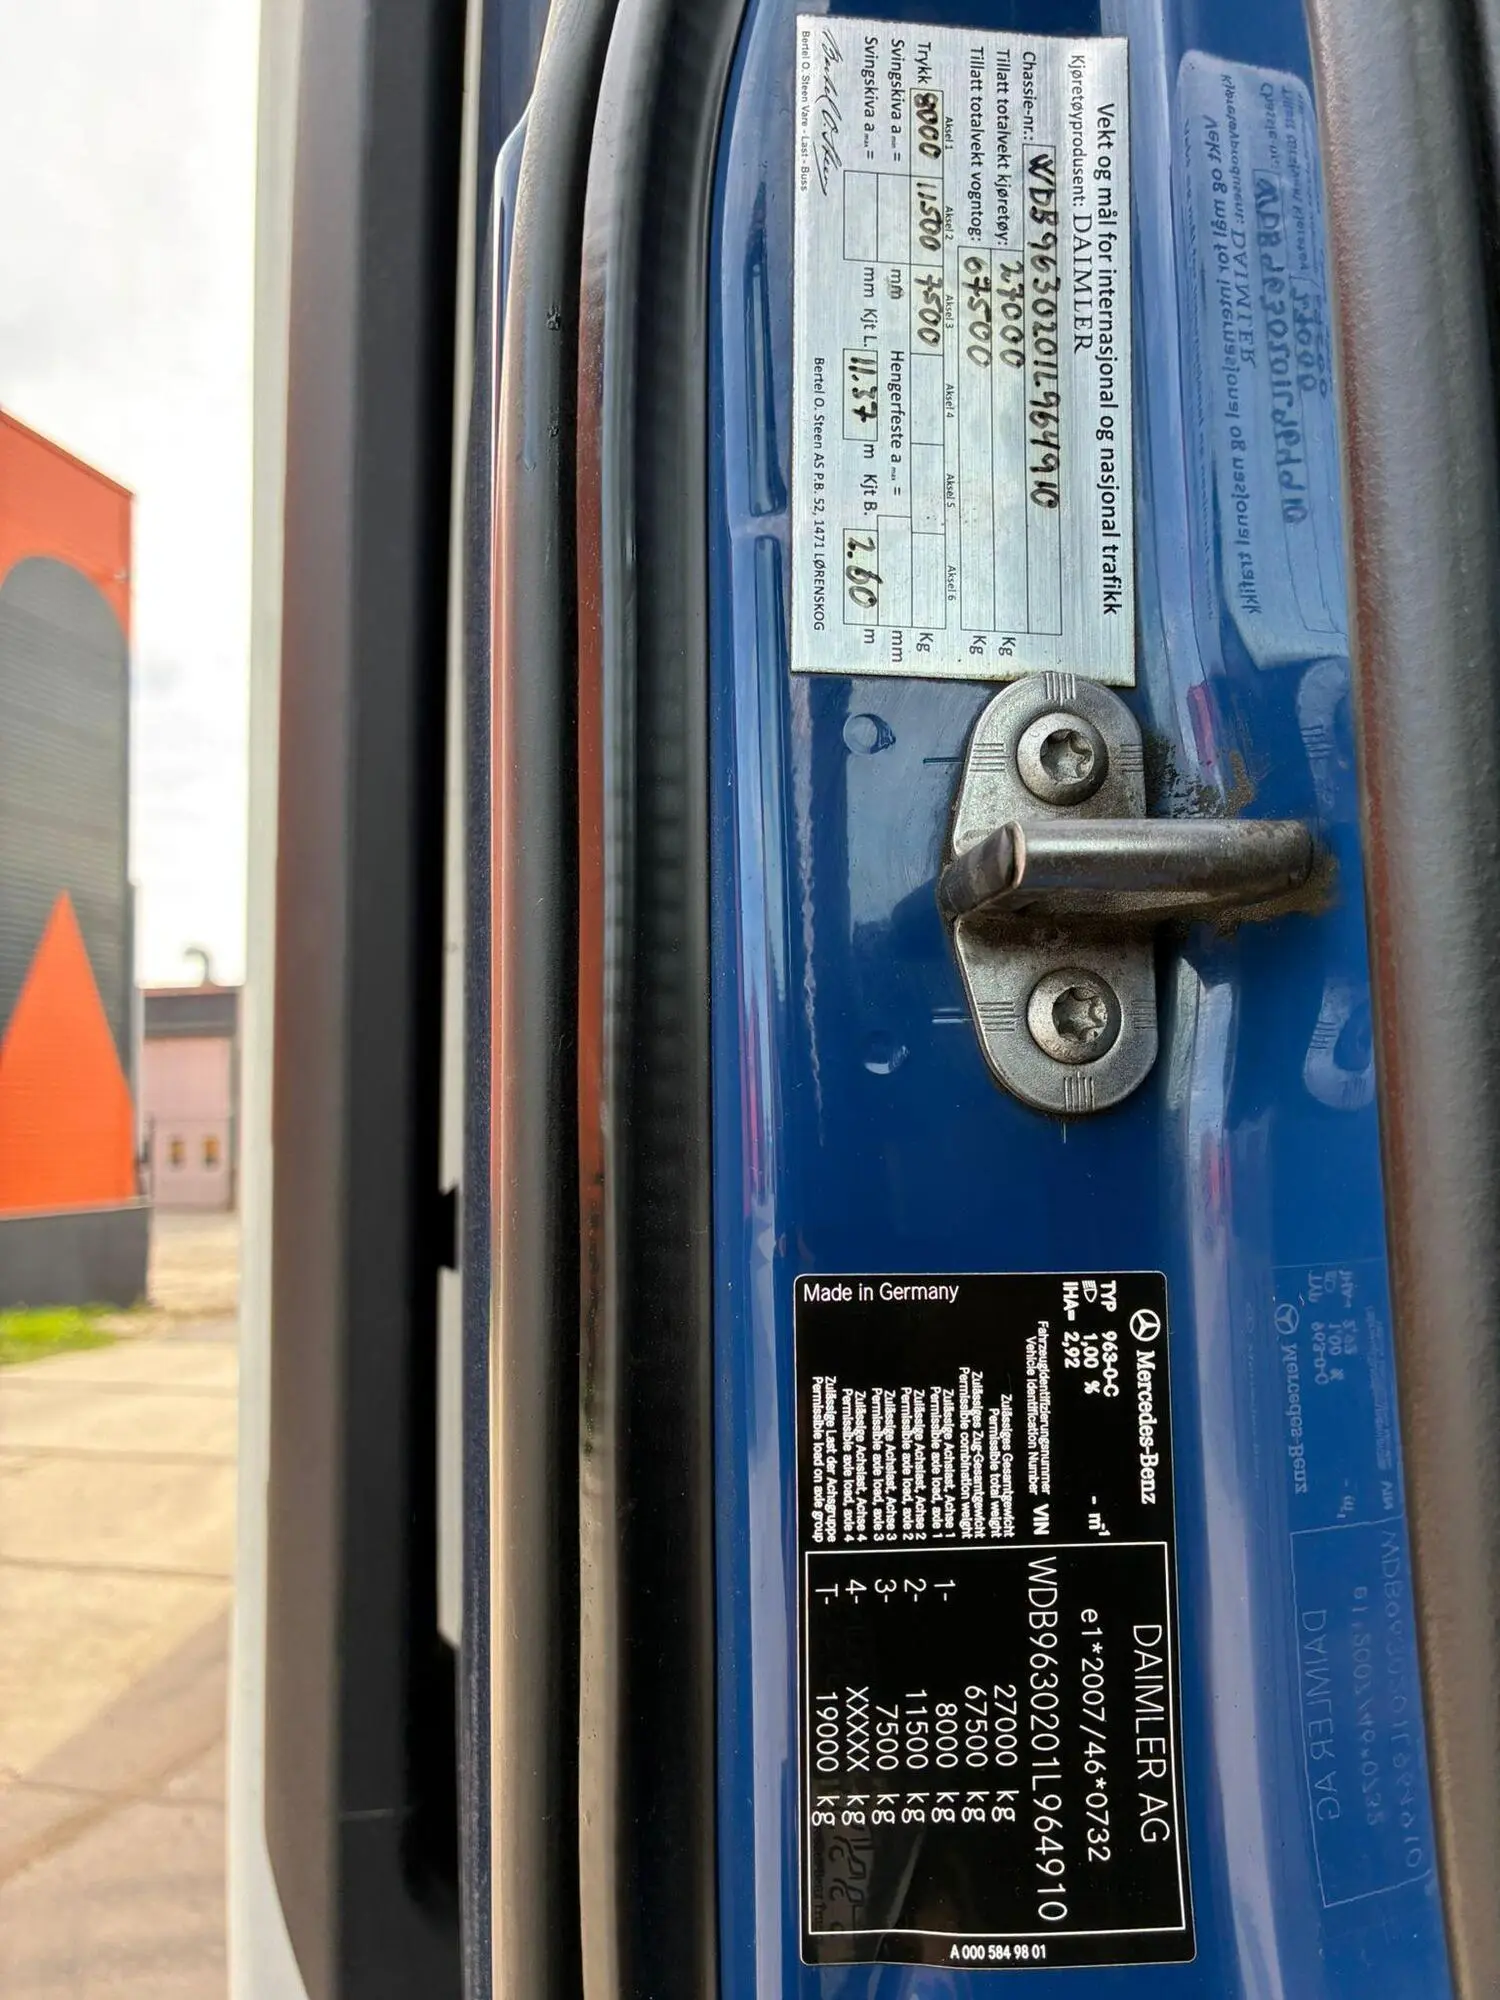 Vekt og mål for internasjonal og nasjonal trafikk
Kjøretøyprodusent: DAIMLER
Chassie-nr.: WDB9630201L964910
Tillatt totalvekt kjøretøy: 27000 Kg
Tillatt totalvekt vogntog: 67500 Kg
Aksel 1 Aksel 2 Aksel 3 Aksel 4 Aksel 5 Aksel 6
Trykk 8000 11500 7500 Kg
Svingskiva a min = mm Hengerfeste a max = mm
Svingskiva a max = mm Kjt L. 11.37 m Kjt B. 2.60 m
Bertel O. Steen Vare - Last - Buss Bertel O. Steen AS P.B. 52, 1471 LØRENSKOG
Mercedes-Benz DAIMLER AG
TYP 963-0-C
1,00 % - m-1 e1*2007/46*0732
IHA= 2,92
Fahrzeugidentifizierungsnummer
Vehicle Identification Number VIN WDB9630201L964910
Zulässiges Gesamtgewicht
Permissible total weight 27000 kg
Zulässiges Zug-Gesamtgewicht
Permissible combination weight 67500 kg
Zulässige Achslast, Achse 1
Permissible axle load, axle 1 1- 8000 kg
Zulässige Achslast, Achse 2
Permissible axle load, axle 2 2- 11500 kg
Zulässige Achslast, Achse 3
Permissible axle load, axle 3 3- 7500 kg
Zulässige Achslast, Achse 4
Permissible axle load, axle 4 4- XXXXX kg
Zulässige Last der Achsgruppe
Permissible load on axle group T- 19000 kg
Made in Germany
A 000 584 98 01